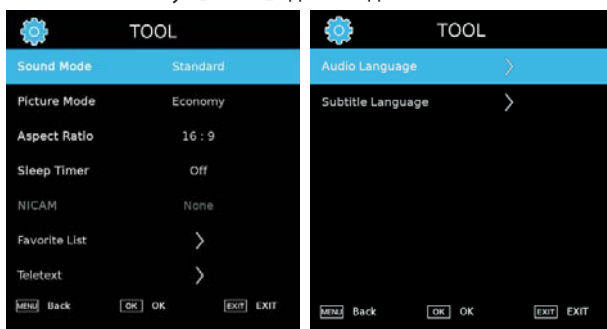 TOOL
Sound Mode Standard
Picture Mode Economy
Aspect Ratio 16 : 9
Sleep Timer Off
NICAM None
Favorite List
Teletext
MENU Back OK OK EXIT EXIT
TOOL
Audio Language
Subtitle Language
MENU Back OK OK EXIT EXIT